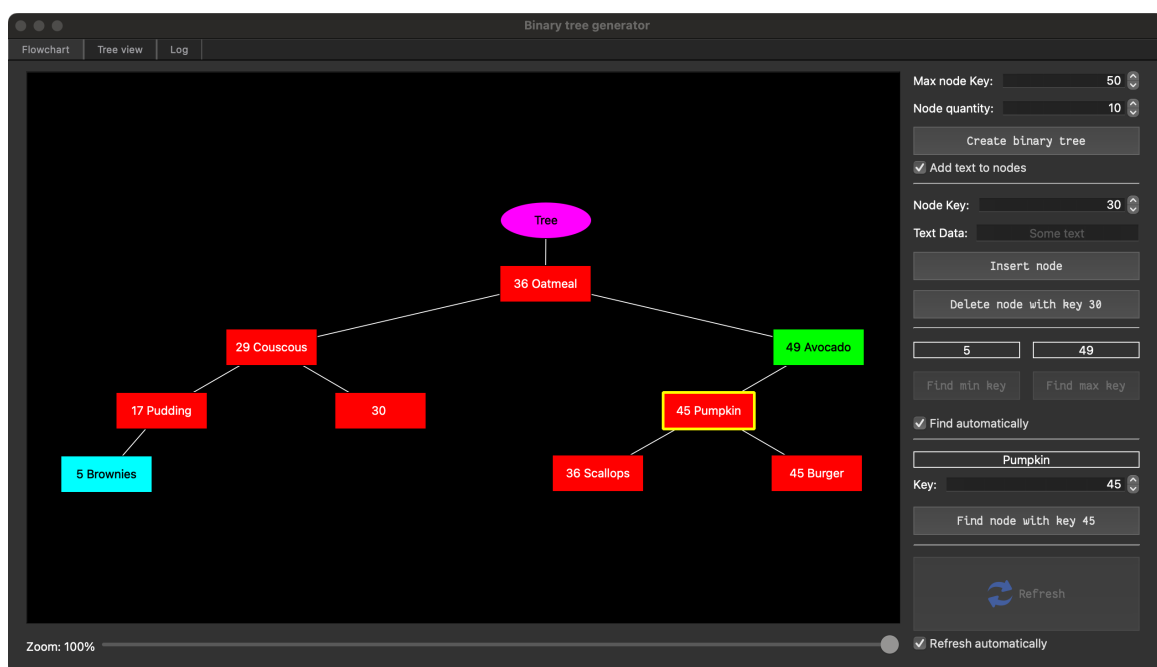 Binary tree generator
Flowchart
Tree view
Log
Tree
36 Oatmeal
29 Couscous
49 Avocado
17 Pudding
30
45 Pumpkin
5 Brownies
36 Scallops
45 Burger
Zoom: 100%
Max node Key: 50
Node quantity: 10
Create binary tree
Add text to nodes
Node Key: 30
Text Data: Some text
Insert node
Delete node with key 30
5 49
Find min key Find max key
Find automatically
Pumpkin
Key: 45
Find node with key 45
Refresh
Refresh automatically